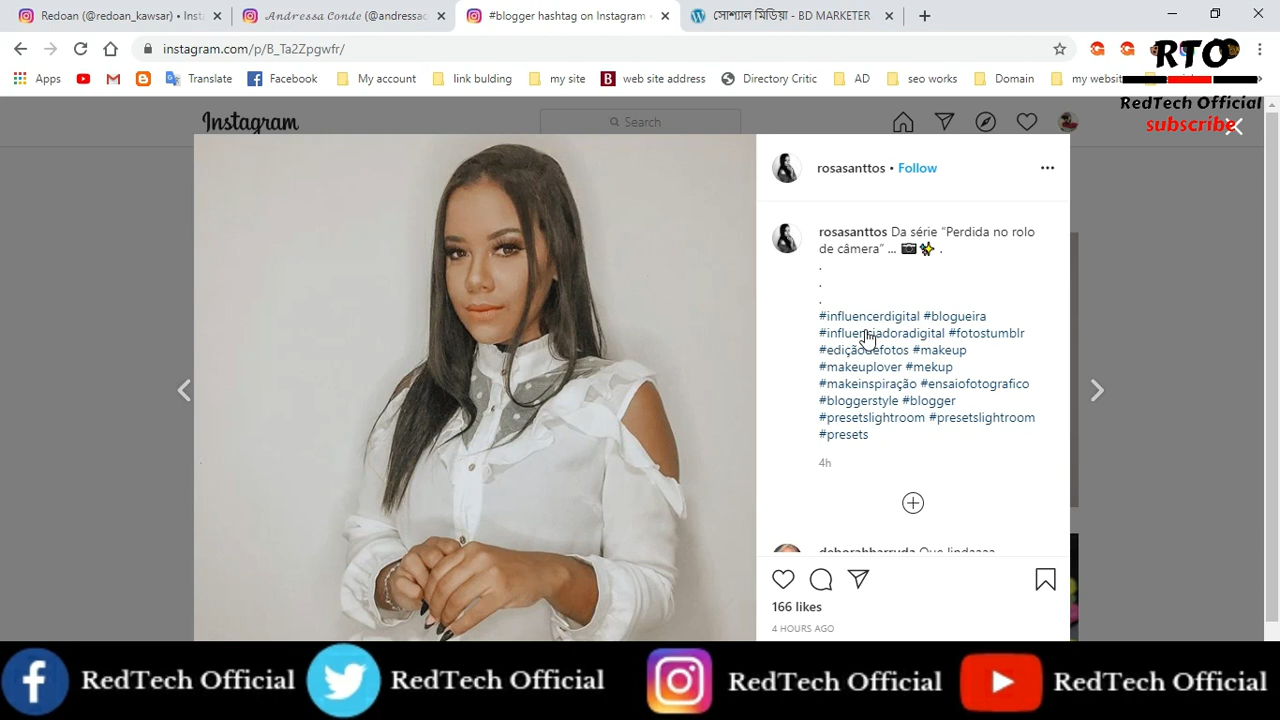 Redoan (@redoan_kawsar) • Inst
Andressa Conde (@andressac
#blogger hashtag on Instagram
সোশ্যাল মিডিয়া - BD MARKETER
instagram.com/p/B_Ta2Zpgwfr/
RTO
Apps
Translate
Facebook
My account
link bulding
my site
web site address
Directory Critic
AD
seo works
Domain
my websit
RedTech Official
subscribe
Instagram
Search
rosasanttos • Follow
rosasanttos Da série “Perdida no rolo
de câmera” ... 📷✨ .
.
.
.
#influencerdigital #blogueira
#influenciadoradigital #fotostumblr
#ediçãodefotos #makeup
#makeuplover #mekup
#makeinspiração #ensaiofotografico
#bloggerstyle #blogger
#presetslightroom #presetslightroom
#presets
4h
166 likes
4 HOURS AGO
RedTech Official
RedTech Official
RedTech Official
RedTech Official